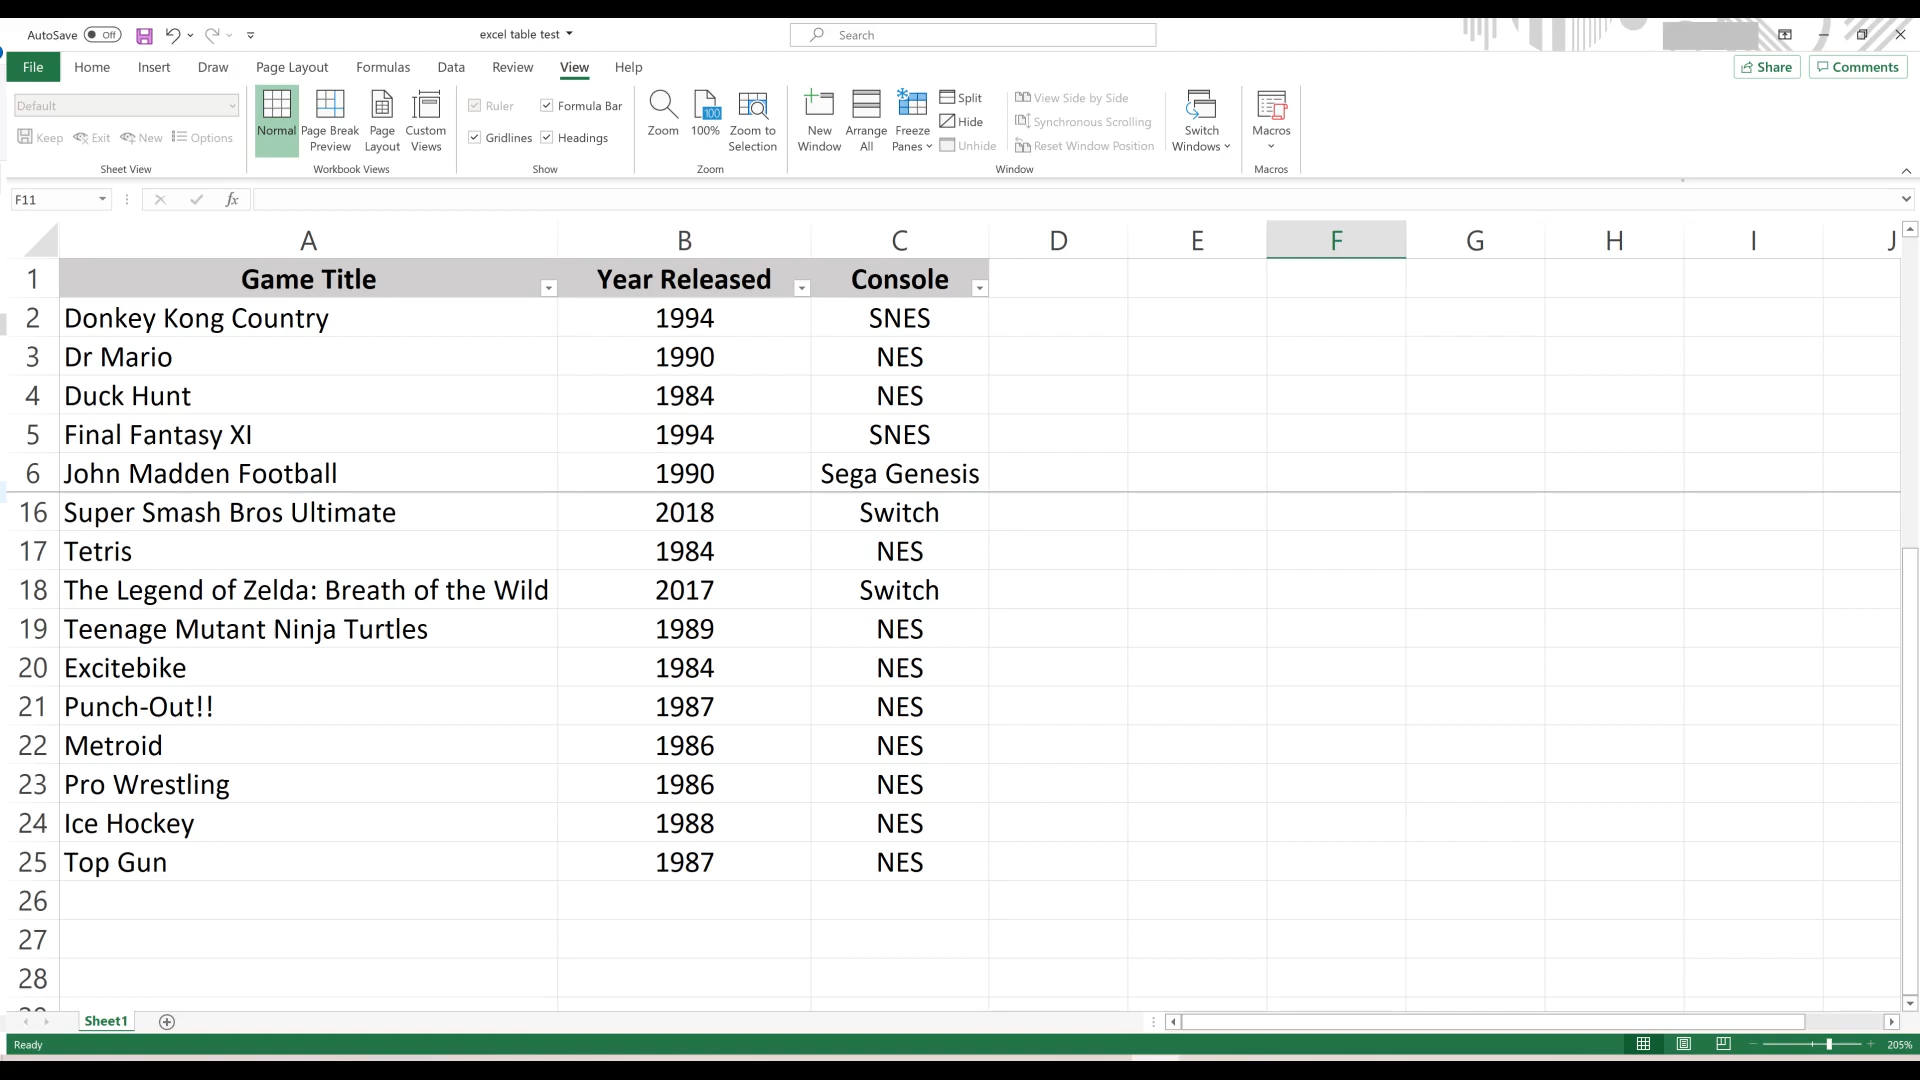 AutoSave Off excel table test Search
File Home Insert Draw Page Layout Formulas Data Review View Help Share Comments
Default Ruler Formula Bar Split View Side by Side
Keep Exit New Options Gridlines Headings Hide Synchronous Scrolling
Normal Page Break Preview Page Layout Custom Views Zoom 100 100% Zoom to Selection New Window Arrange All Freeze Panes Unhide Reset Window Position Switch Windows Macros
Sheet View Workbook Views Show Zoom Window Macros
F11 fx
A B C D E F G H I J
1 Game Title Year Released Console
2 Donkey Kong Country 1994 SNES
3 Dr Mario 1990 NES
4 Duck Hunt 1984 NES
5 Final Fantasy XI 1994 SNES
6 John Madden Football 1990 Sega Genesis
16 Super Smash Bros Ultimate 2018 Switch
17 Tetris 1984 NES
18 The Legend of Zelda: Breath of the Wild 2017 Switch
19 Teenage Mutant Ninja Turtles 1989 NES
20 Excitebike 1984 NES
21 Punch-Out!! 1987 NES
22 Metroid 1986 NES
23 Pro Wrestling 1986 NES
24 Ice Hockey 1988 NES
25 Top Gun 1987 NES
26
27
28
Sheet1
Ready 205%